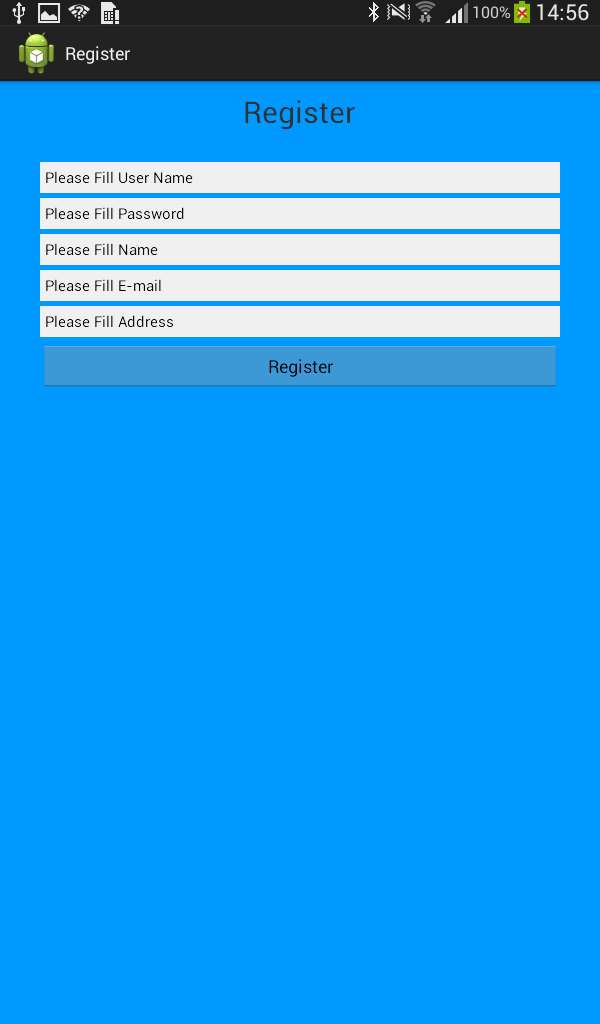 100% 14:56
Register
Register
Please Fill User Name
Please Fill Password
Please Fill Name
Please Fill E-mail
Please Fill Address
Register